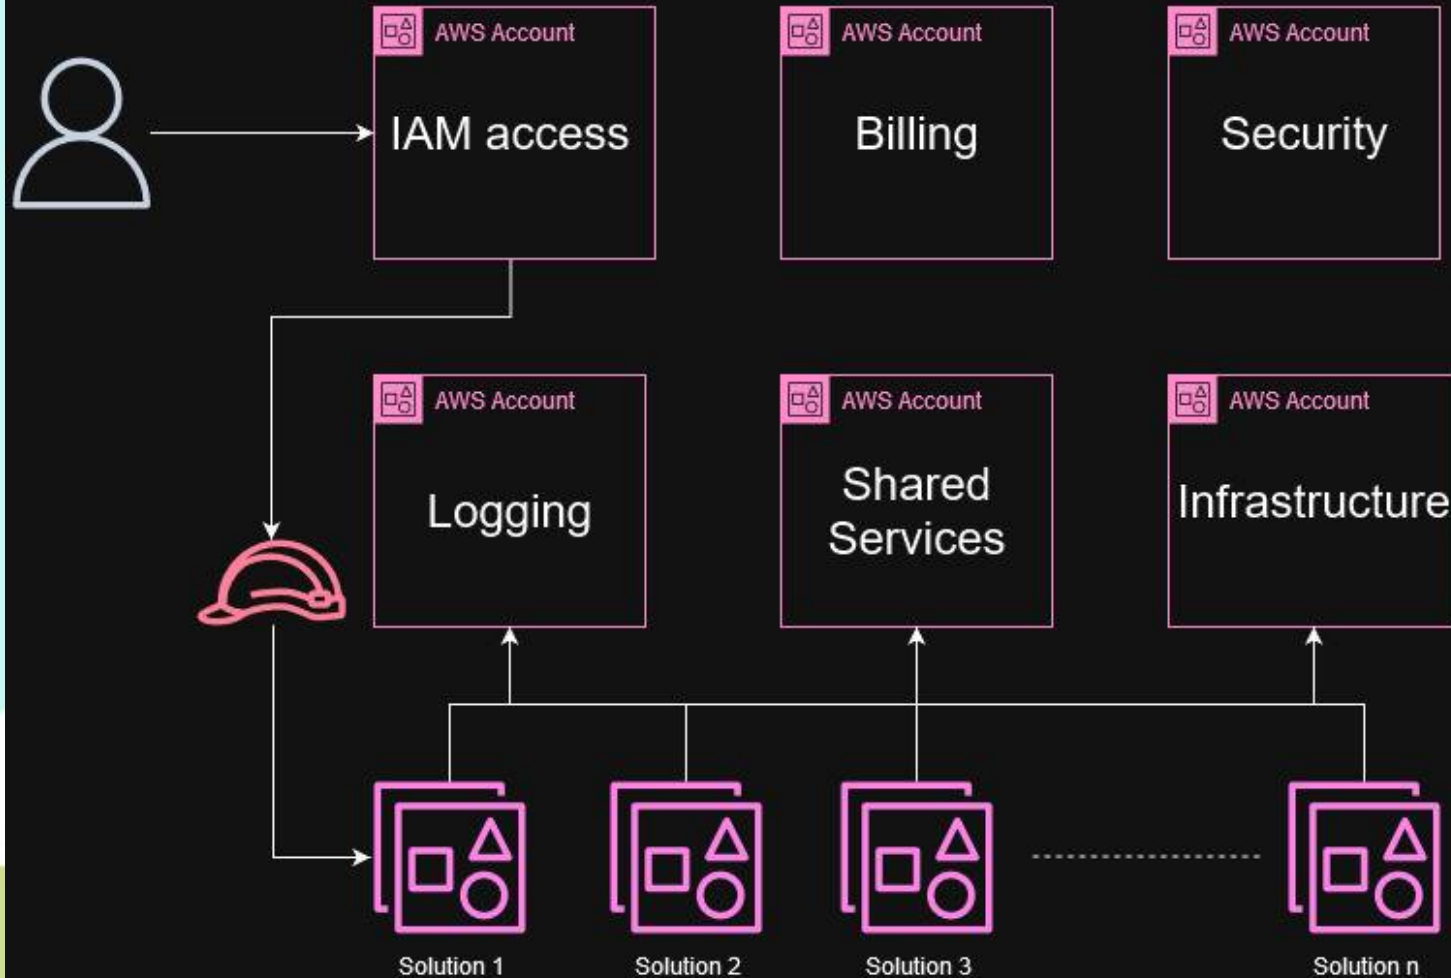 AWS Account
IAM access
AWS Account
Billing
AWS Account
Security
AWS Account
Logging
AWS Account
Shared
Services
AWS Account
Infrastructure
Solution 1
Solution 2
Solution 3
Solution n